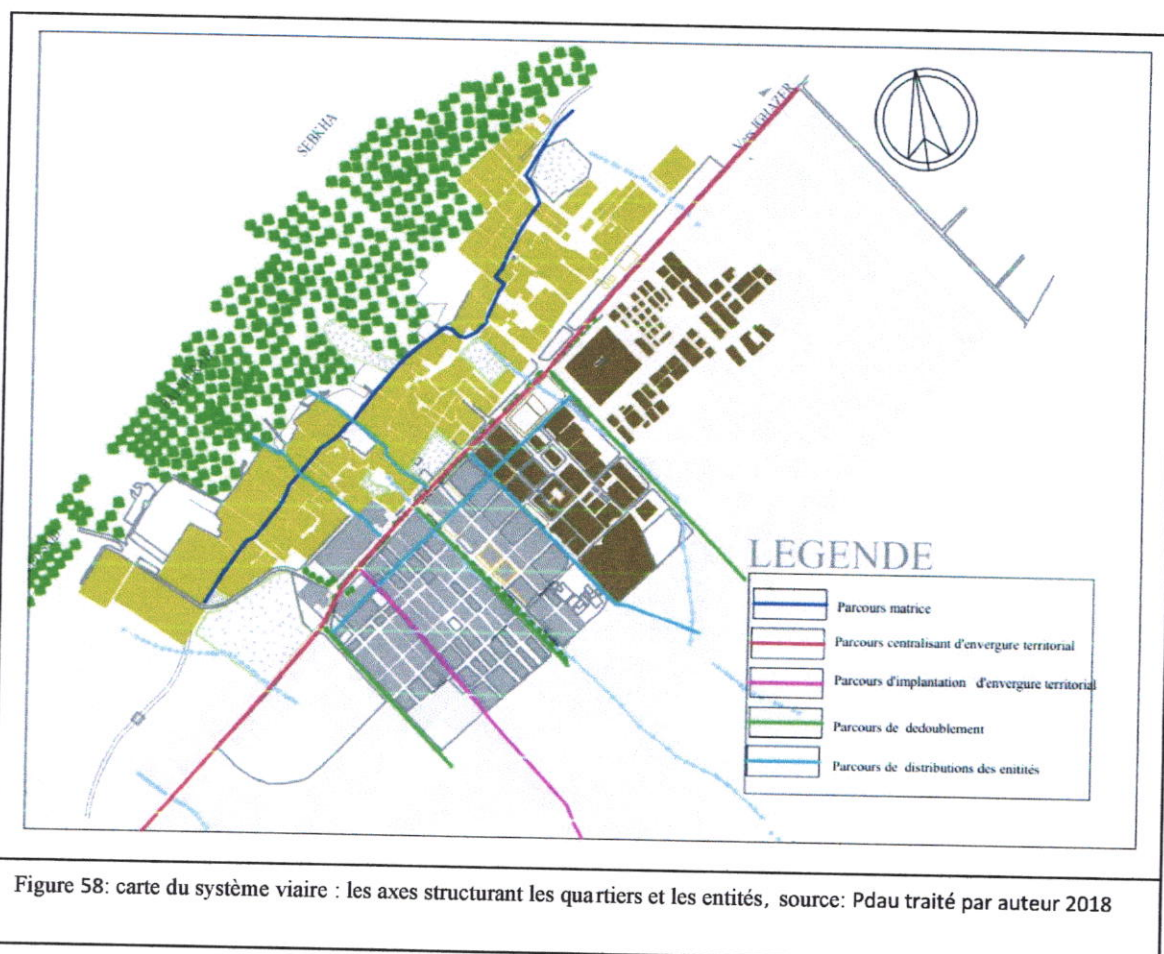 SEBKHA
Vers IGHAZER
LEGENDE
Parcours matrice
Parcours centralisant d'envergure territorial
Parcours d'implantation d'envergure territorial
Parcours de dedoublement
Parcours de distributions des enitités
Figure 58: carte du système viaire : les axes structurant les quartiers et les entités, source: Pdau traité par auteur 2018